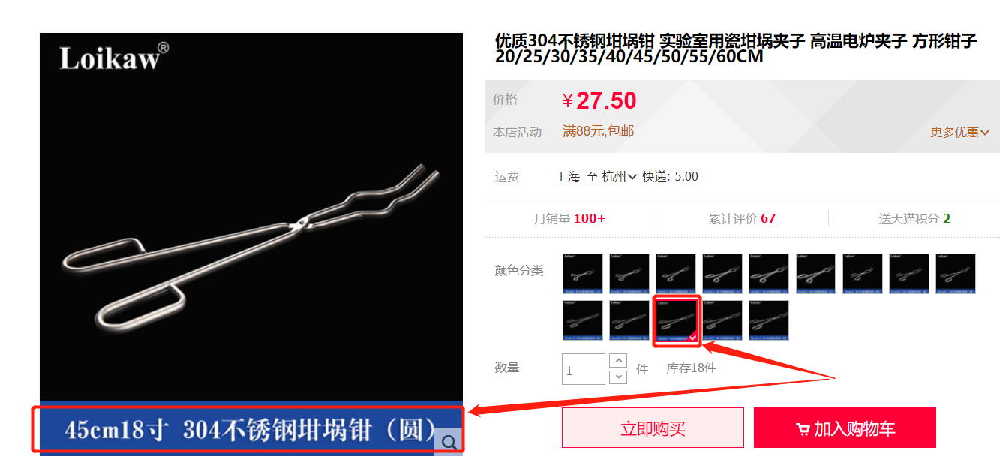 Loikaw®
45cm18寸 304不锈钢坩埚钳（圆）
优质304不锈钢坩埚钳 实验室用瓷坩埚夹子 高温电炉夹子 方形钳子
20/25/30/35/40/45/50/55/60CM
价格 ¥27.50
本店活动 满88元,包邮 更多优惠
运费 上海 至 杭州 快递: 5.00
月销量 100+ 累计评价 67 送天猫积分 2
颜色分类
数量 1 件 库存18件
立即购买 加入购物车